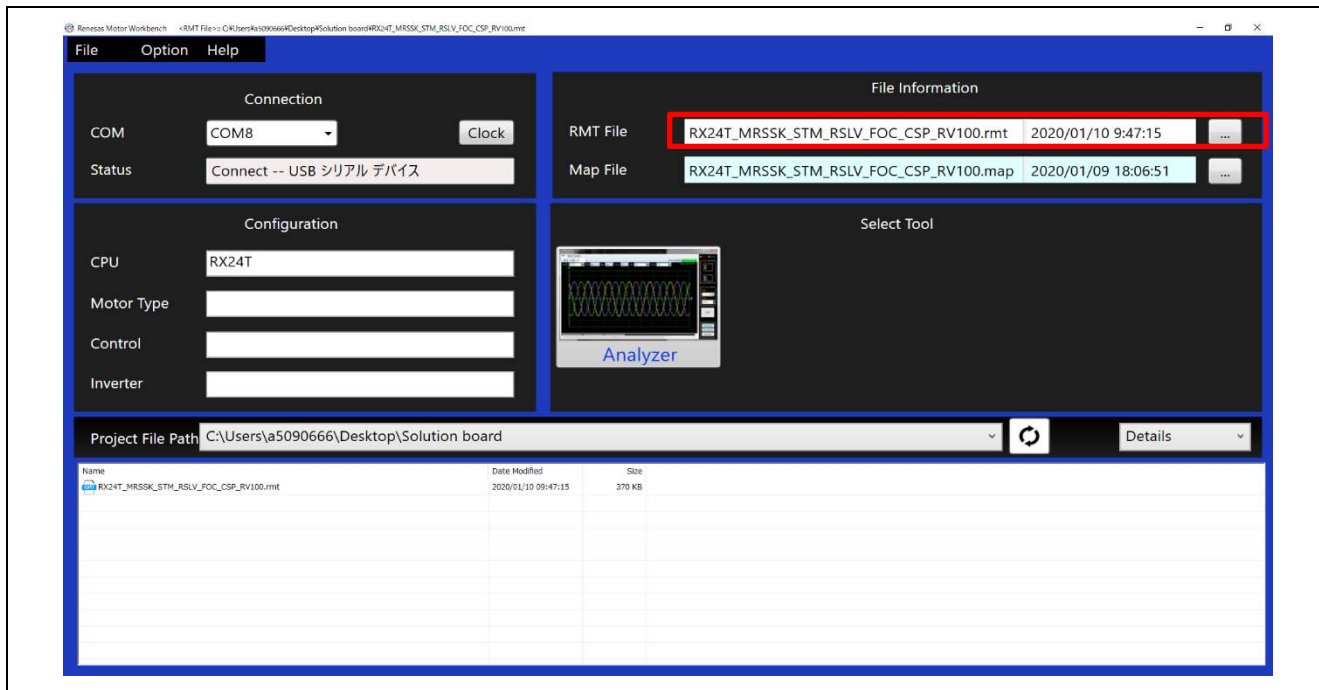 Renesas Motor Workbench <RMT File>= C:¥Users¥a5090666¥Desktop¥Solution board¥RX24T_MRSSK_STM_RSLV_FOC_CSP_RV100.rmt
File Option Help
Connection
COM COM8 Clock
Status Connect -- USB シリアル デバイス
File Information
RMT File RX24T_MRSSK_STM_RSLV_FOC_CSP_RV100.rmt 2020/01/10 9:47:15 ...
Map File RX24T_MRSSK_STM_RSLV_FOC_CSP_RV100.map 2020/01/09 18:06:51 ...
Configuration
CPU RX24T
Motor Type
Control
Inverter
Select Tool
Analyzer
Project File Path C:\Users\a5090666\Desktop\Solution board Details
Name Date Modified Size
RX24T_MRSSK_STM_RSLV_FOC_CSP_RV100.rmt 2020/01/10 09:47:15 370 KB